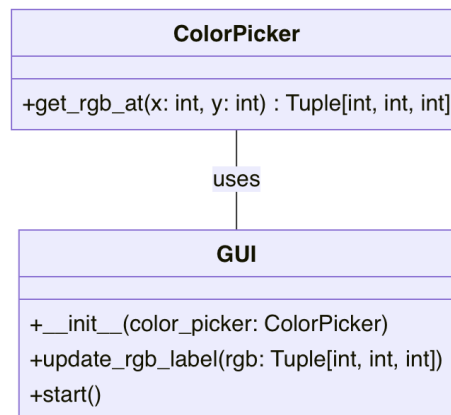 ColorPicker
+get_rgb_at(x: int, y: int) : Tuple[int, int, int]
uses
GUI
+__init__(color_picker: ColorPicker)
+update_rgb_label(rgb: Tuple[int, int, int])
+start()